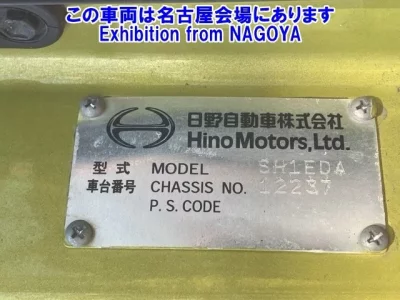 この車両は名古屋会場にあります
Exhibition from NAGOYA
日野自動車株式会社
Hino Motors, Ltd.
型式 MODEL SH1EDA
車台番号 CHASSIS NO. 12237
P.S. CODE